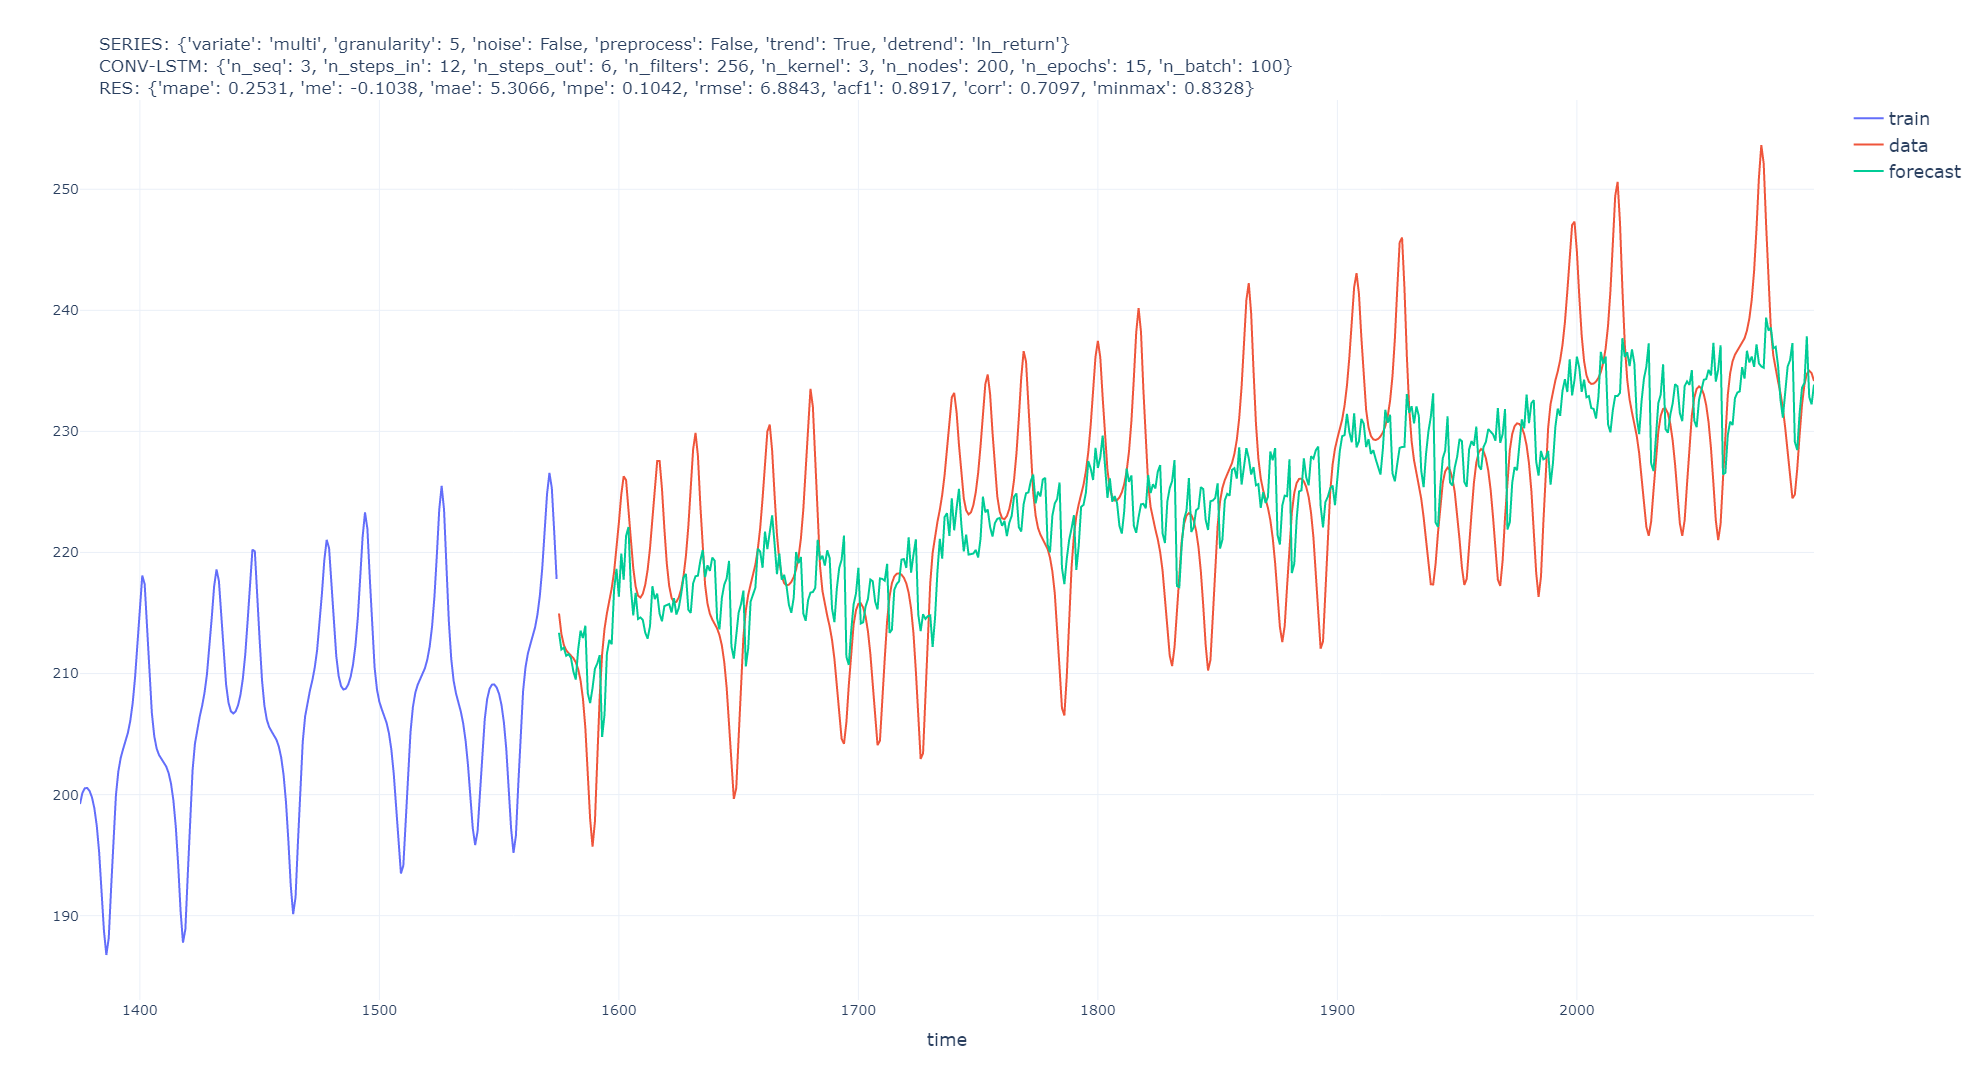 SERIES: {'variate': 'multi', 'granularity': 5, 'noise': False, 'preprocess': False, 'trend': True, 'detrend': 'ln_return'}
CONV-LSTM: {'n_seq': 3, 'n_steps_in': 12, 'n_steps_out': 6, 'n_filters': 256, 'n_kernel': 3, 'n_nodes': 200, 'n_epochs': 15, 'n_batch': 100}
RES: {'mape': 0.2531, 'me': -0.1038, 'mae': 5.3066, 'mpe': 0.1042, 'rmse': 6.8843, 'acf1': 0.8917, 'corr': 0.7097, 'minmax': 0.8328}
train
data
forecast
250
240
230
220
210
200
190
1400 1500 1600 1700 1800 1900 2000
time